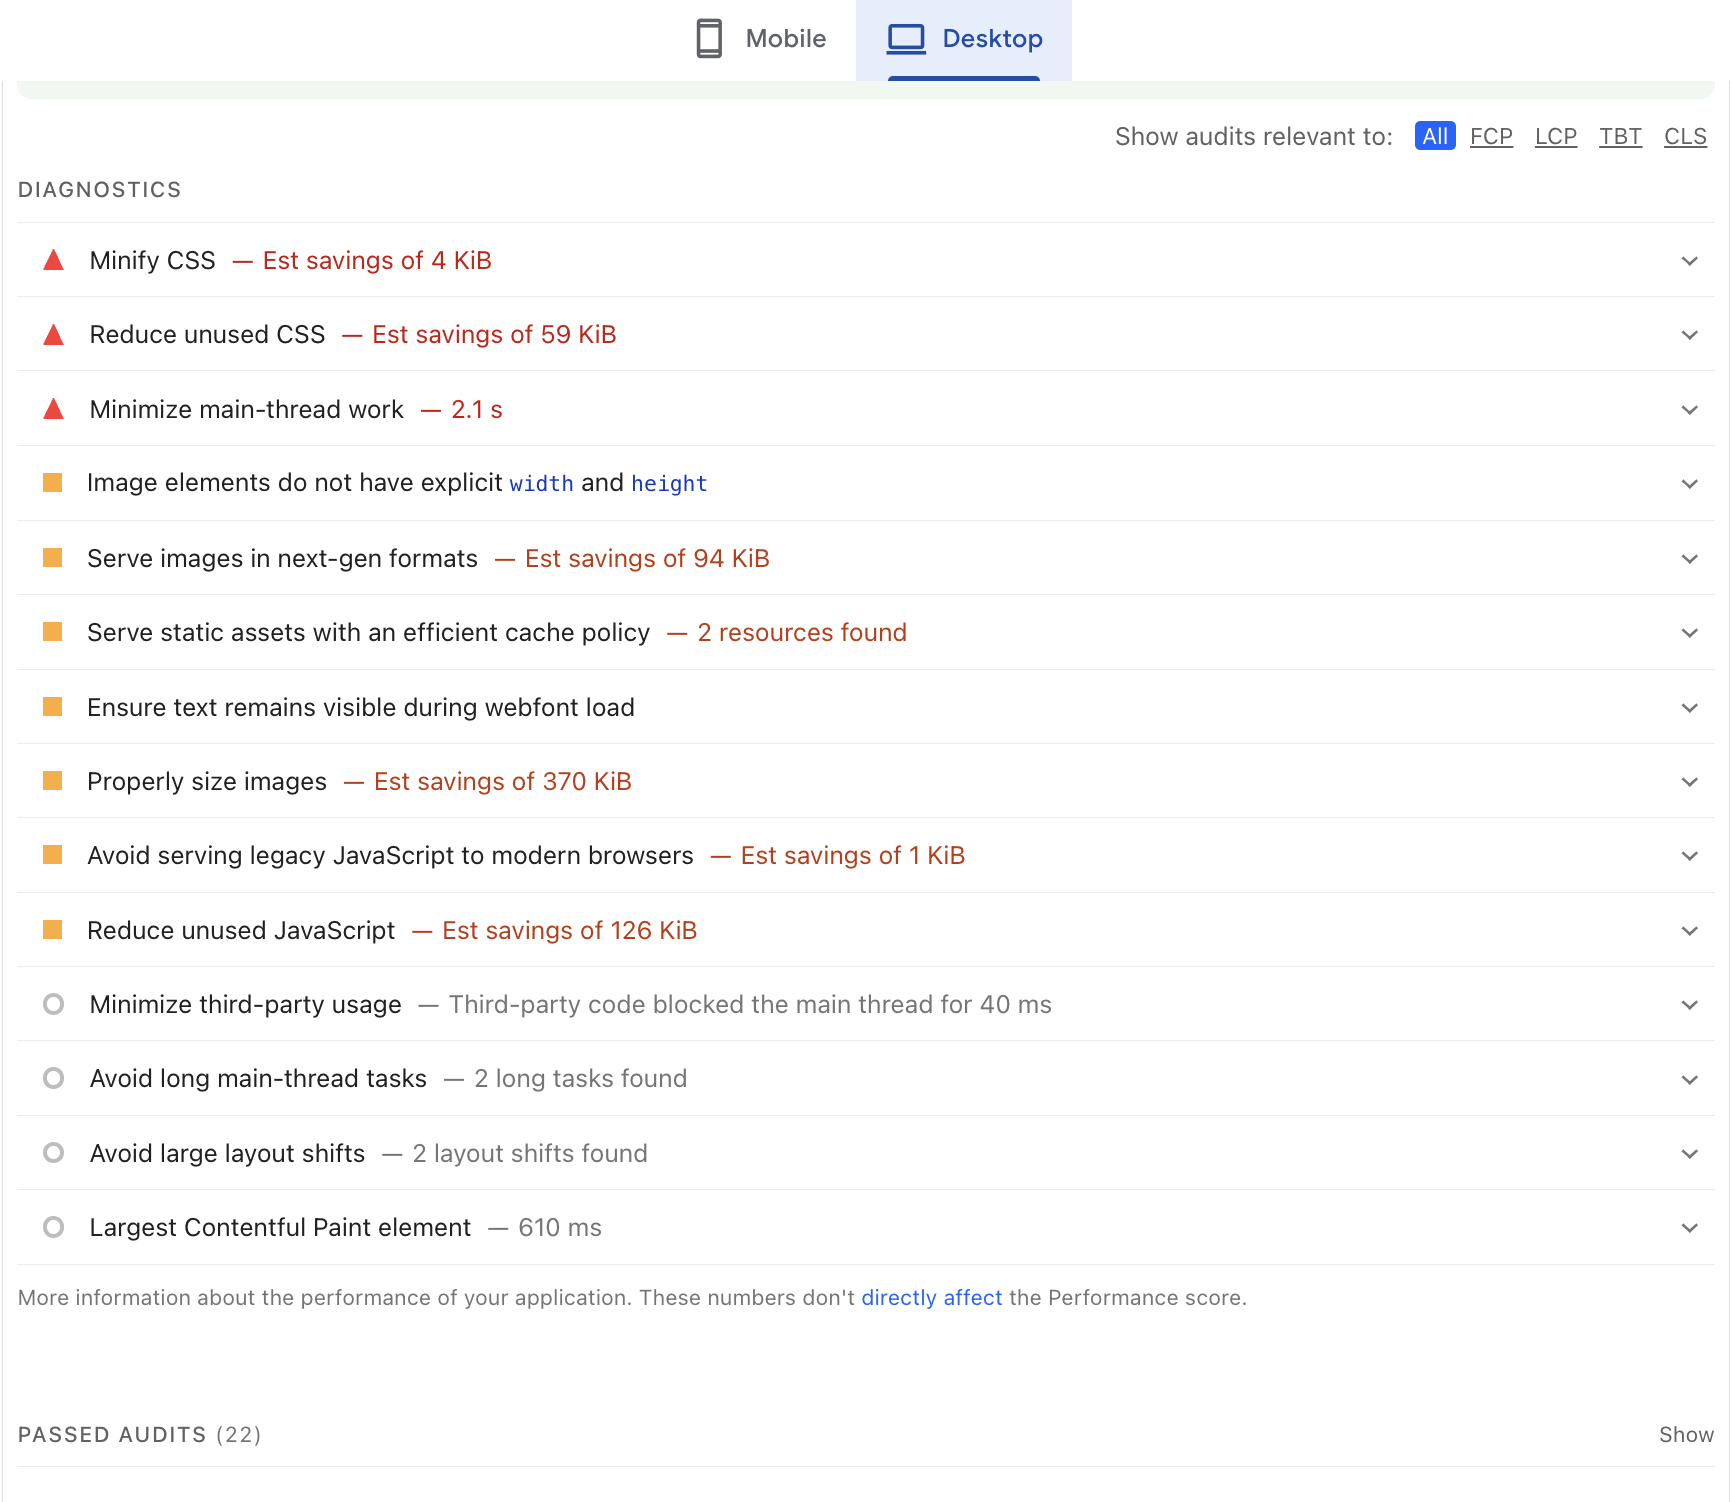 Mobile Desktop
Show audits relevant to: All FCP LCP TBT CLS
DIAGNOSTICS
Minify CSS — Est savings of 4 KiB
Reduce unused CSS — Est savings of 59 KiB
Minimize main-thread work — 2.1 s
Image elements do not have explicit width and height
Serve images in next-gen formats — Est savings of 94 KiB
Serve static assets with an efficient cache policy — 2 resources found
Ensure text remains visible during webfont load
Properly size images — Est savings of 370 KiB
Avoid serving legacy JavaScript to modern browsers — Est savings of 1 KiB
Reduce unused JavaScript — Est savings of 126 KiB
Minimize third-party usage — Third-party code blocked the main thread for 40 ms
Avoid long main-thread tasks — 2 long tasks found
Avoid large layout shifts — 2 layout shifts found
Largest Contentful Paint element — 610 ms
More information about the performance of your application. These numbers don't directly affect the Performance score.
PASSED AUDITS (22) Show